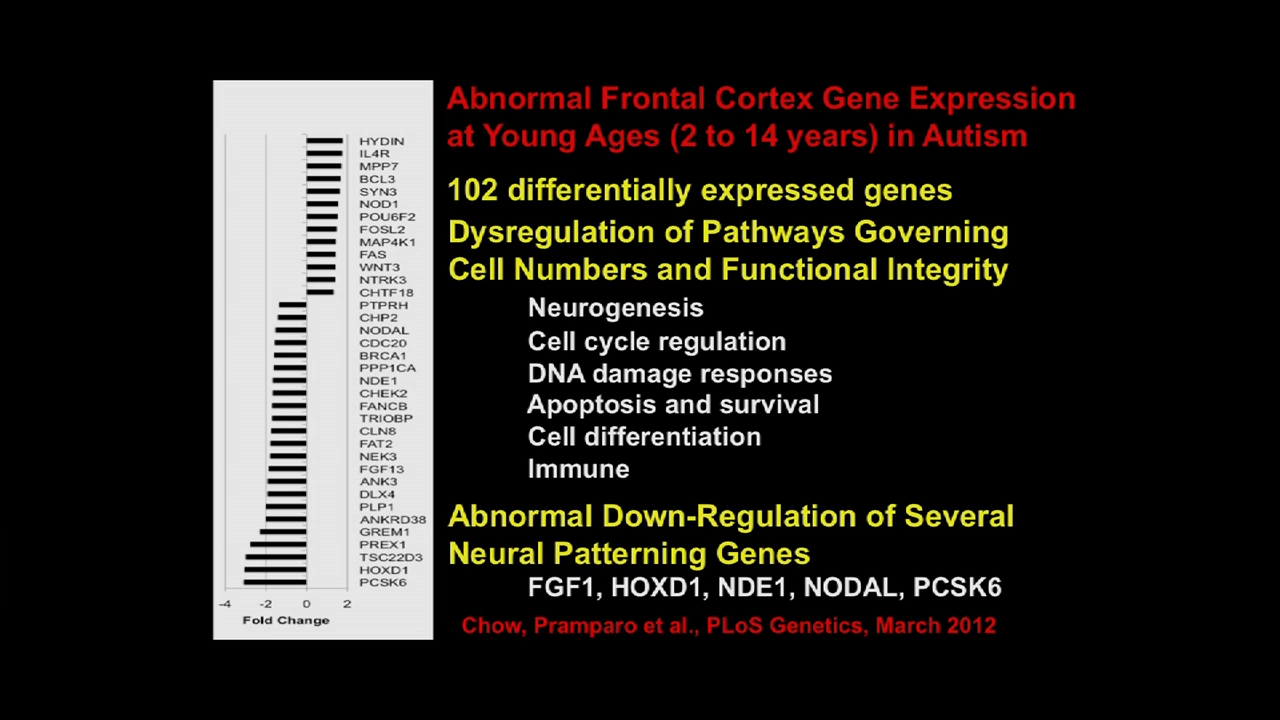 HYDIN
IL4R
MPP7
BCL3
SYN3
NOD1
POU6F2
FOSL2
MAP4K1
FAS
WNT3
NTRK3
CHTF18
PTPRH
CHP2
NODAL
CDC20
BRCA1
PPP1CA
NDE1
CHEK2
FANCB
TRIOBP
CLN8
FAT2
NEK3
FGF13
ANK3
DLX4
PLP1
ANKRD38
GREM1
PREX1
TSC22D3
HOXD1
PCSK6
-4 -2 0 2
Fold Change
Abnormal Frontal Cortex Gene Expression
at Young Ages (2 to 14 years) in Autism
102 differentially expressed genes
Dysregulation of Pathways Governing
Cell Numbers and Functional Integrity
Neurogenesis
Cell cycle regulation
DNA damage responses
Apoptosis and survival
Cell differentiation
Immune
Abnormal Down-Regulation of Several
Neural Patterning Genes
FGF1, HOXD1, NDE1, NODAL, PCSK6
Chow, Pramparo et al., PLoS Genetics, March 2012